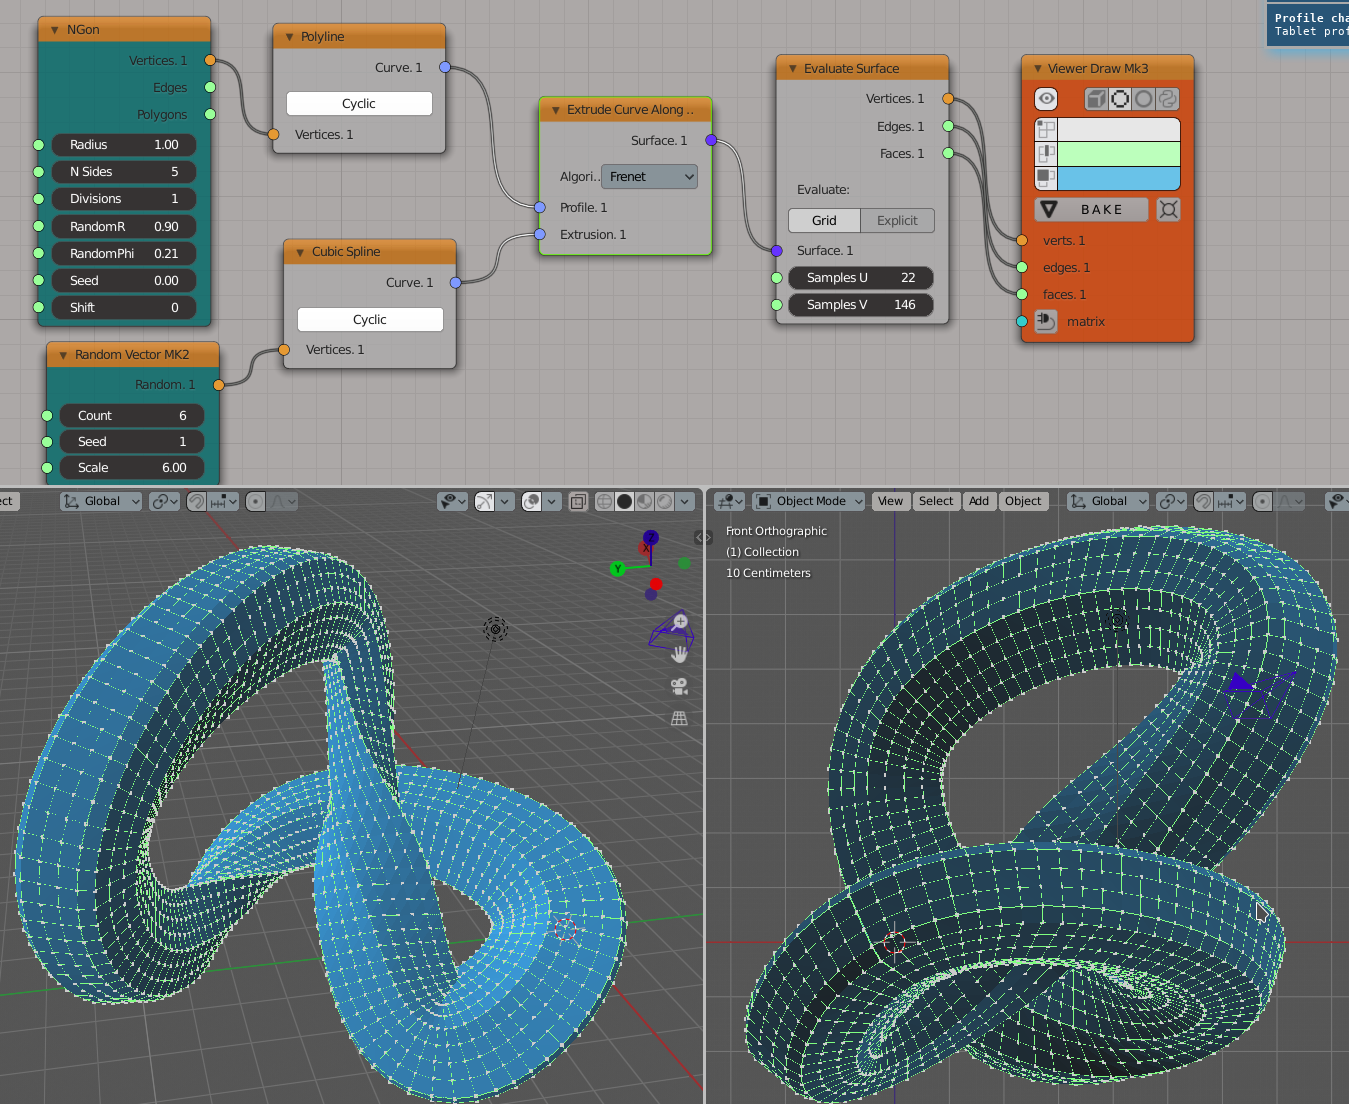 NGon
Vertices. 1
Edges
Polygons
Radius 1.00
N Sides 5
Divisions 1
RandomR 0.90
RandomPhi 0.21
Seed 0.00
Shift 0
Random Vector MK2
Random. 1
Count 6
Seed 1
Scale 6.00
Polyline
Curve. 1
Cyclic
Vertices. 1
Cubic Spline
Curve. 1
Cyclic
Vertices. 1
Extrude Curve Along ..
Surface. 1
Algori.. Frenet
Profile. 1
Extrusion. 1
Evaluate Surface
Vertices. 1
Edges. 1
Faces. 1
Evaluate:
Grid Explicit
Surface. 1
Samples U 22
Samples V 146
Viewer Draw Mk3
BAKE
verts. 1
edges. 1
faces. 1
matrix
Profile cha
Tablet prof
ect Global
Z
X
Y
Object Mode View Select Add Object Global
Front Orthographic
(1) Collection
10 Centimeters